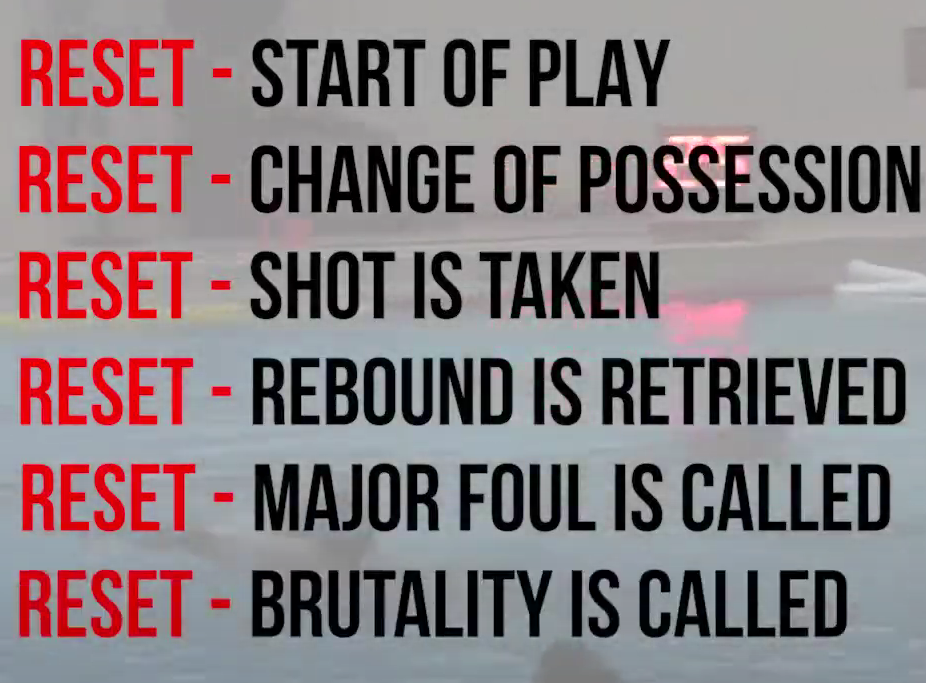 RESET - START OF PLAY
RESET - CHANGE OF POSSESSION
RESET - SHOT IS TAKEN
RESET - REBOUND IS RETRIEVED
RESET - MAJOR FOUL IS CALLED
RESET - BRUTALITY IS CALLED